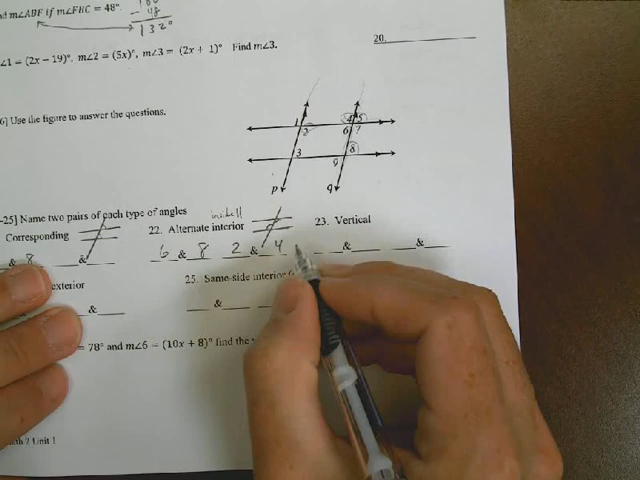 m∠ABF if m∠FBC = 48°.
- 48
132°
∠1 = (2x − 19)°, m∠2 = (5x)°, m∠3 = (2x + 1)° Find m∠3.
20.
6] Use the figure to answer the questions.
1 2 4 5
6 7
3 9 8
p q
-25] Name two pairs of each type of angles
Corresponding
22. Alternate interior
23. Vertical
& 8 &
6 & 8 2 & 4
& &
exterior
25. Same-side interior
&
&
= 78° and m∠6 = (10x + 8)° find the
Unit 1